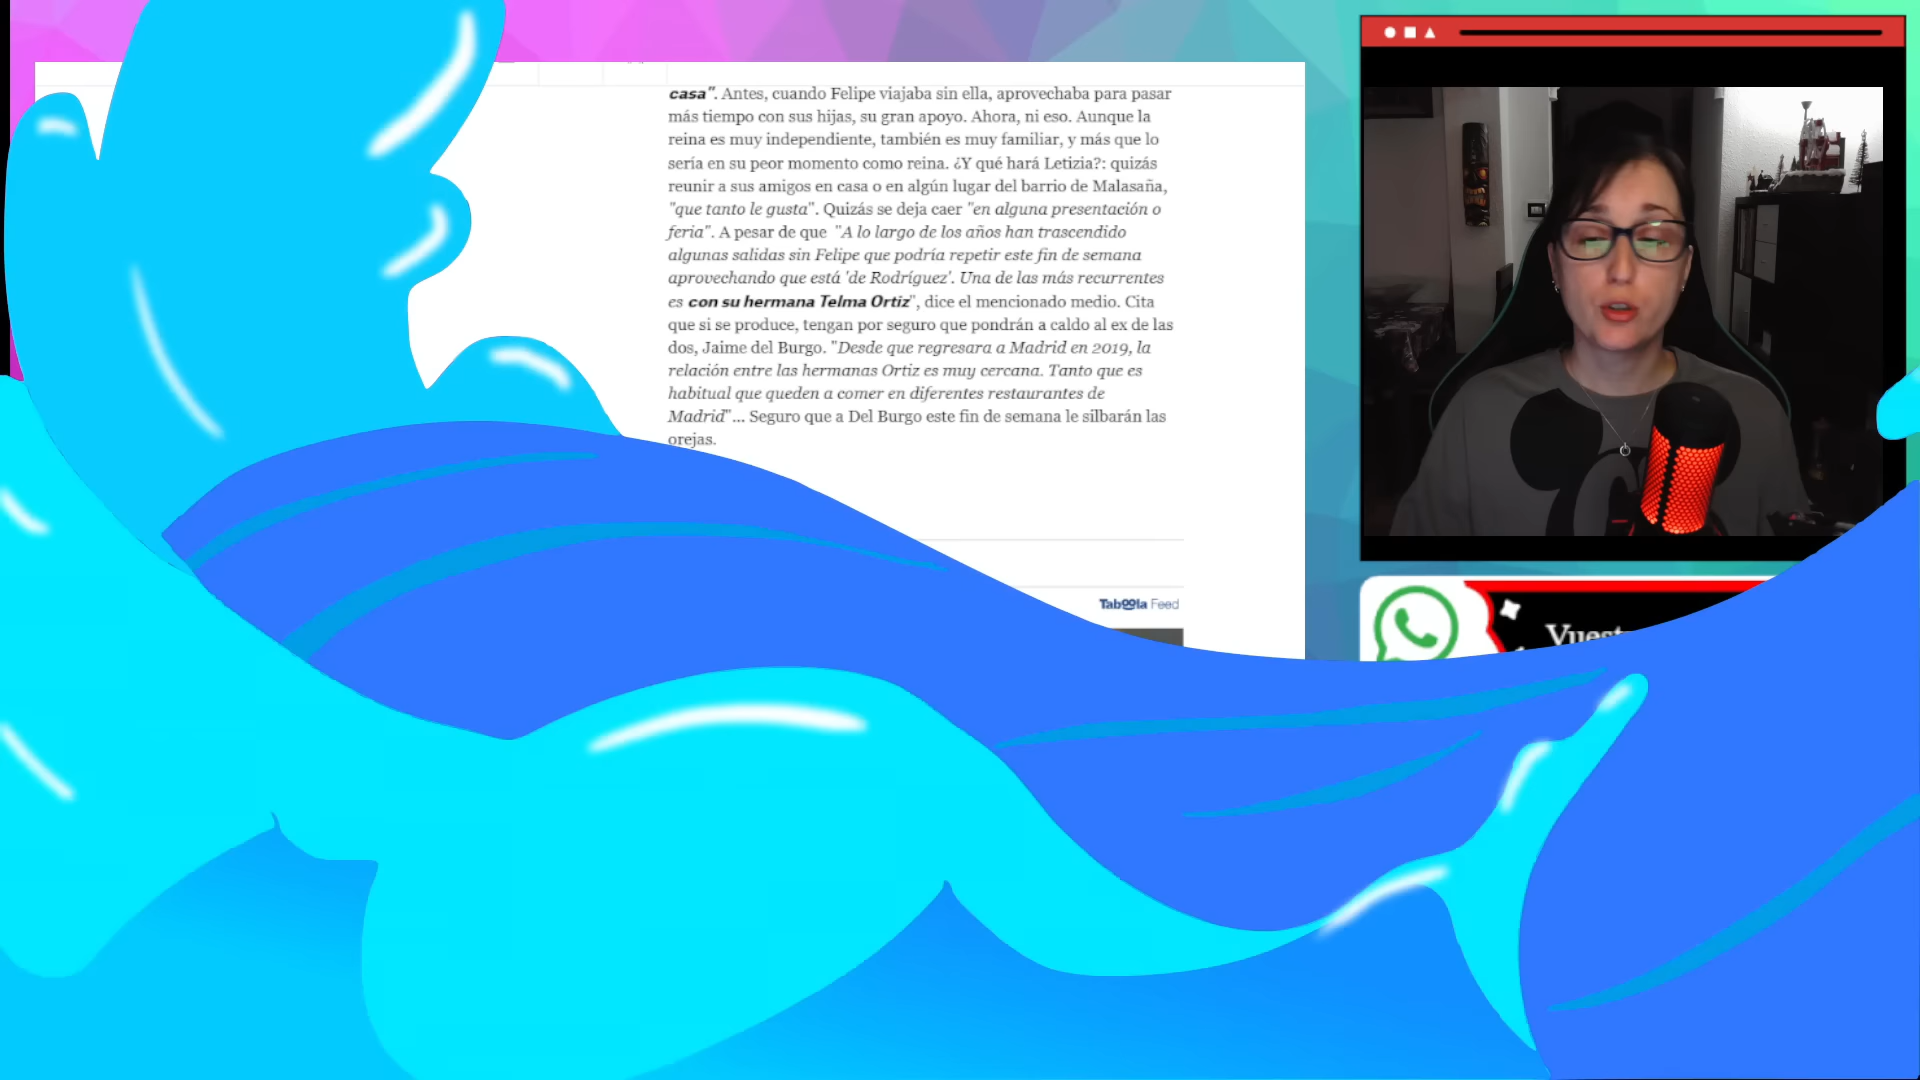 casa". Antes, cuando Felipe viajaba sin ella, aprovechaba para pasar
más tiempo con sus hijas, su gran apoyo. Ahora, ni eso. Aunque la
reina es muy independiente, también es muy familiar, y más que lo
sería en su peor momento como reina. ¿Y qué hará Letizia?: quizás
reunir a sus amigos en casa o en algún lugar del barrio de Malasaña,
"que tanto le gusta". Quizás se deja caer "en alguna presentación o
feria". A pesar de que "A lo largo de los años han trascendido
algunas salidas sin Felipe que podría repetir este fin de semana
aprovechando que está 'de Rodríguez'. Una de las más recurrentes
es con su hermana Telma Ortiz", dice el mencionado medio. Cita
que si se produce, tengan por seguro que pondrán a caldo al ex de las
dos, Jaime del Burgo. "Desde que regresara a Madrid en 2019, la
relación entre las hermanas Ortiz es muy cercana. Tanto que es
habitual que queden a comer en diferentes restaurantes de
Madrid"... Seguro que a Del Burgo este fin de semana le silbarán las
orejas.
Taboola Feed